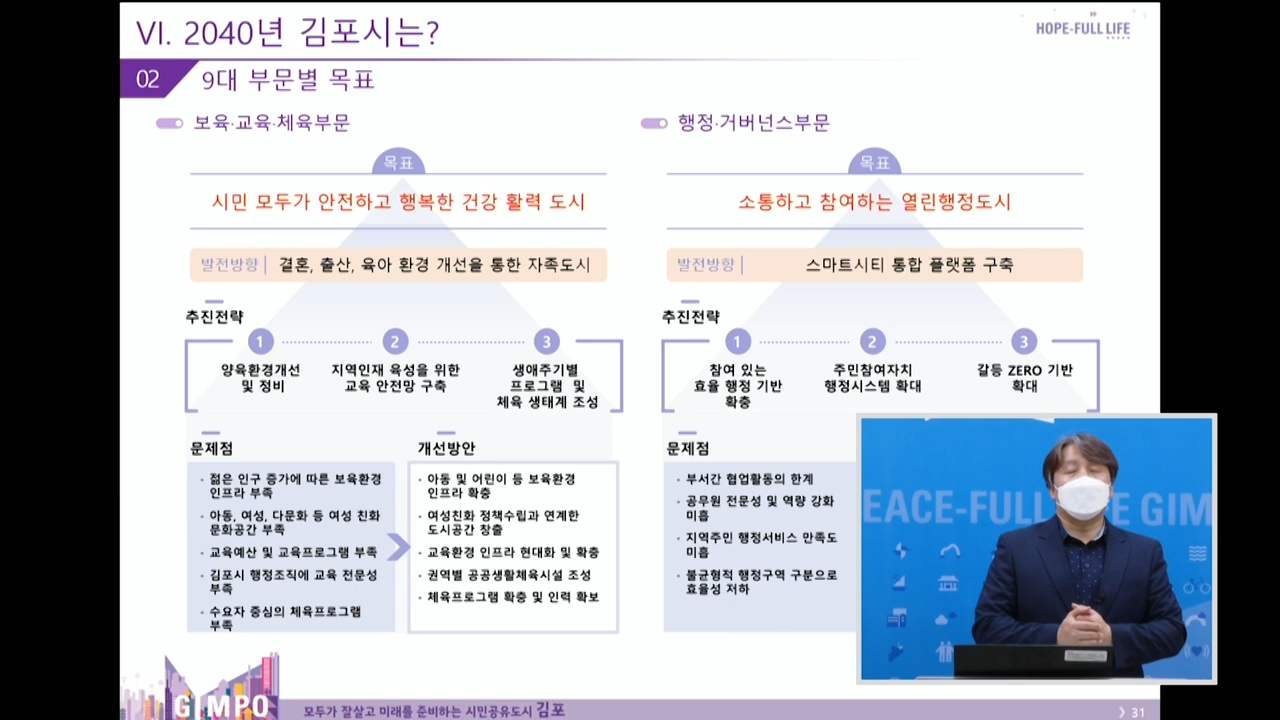 VI. 2040년 김포시는?
HOPE-FULL LIFE
02
9대 부문별 목표
보육·교육·체육부문
목표
시민 모두가 안전하고 행복한 건강 활력 도시
발전방향
결혼, 출산, 육아 환경 개선을 통한 자족도시
추진전략
1
2
3
양육환경개선
및 정비
지역인재 육성을 위한
교육 안전망 구축
생애주기별
프로그램 및
체육 생태계 조성
문제점
· 젊은 인구 증가에 따른 보육환경
인프라 부족
· 아동, 여성, 다문화 등 여성 친화
문화공간 부족
· 교육예산 및 교육프로그램 부족
· 김포시 행정조직에 교육 전문성
부족
· 수요자 중심의 체육프로그램
부족
개선방안
· 아동 및 어린이 등 보육환경
인프라 확충
· 여성친화 정책수립과 연계한
도시공간 창출
· 교육환경 인프라 현대화 및 확충
· 권역별 공공생활체육시설 조성
· 체육프로그램 확충 및 인력 확보
행정·거버넌스부문
목표
소통하고 참여하는 열린행정도시
발전방향
스마트시티 통합 플랫폼 구축
추진전략
1
2
3
참여 있는
효율 행정 기반
확충
주민참여자치
행정시스템 확대
갈등 ZERO 기반
확대
문제점
· 부서간 협업활동의 한계
· 공무원 전문성 및 역량 강화
미흡
· 지역주민 행정서비스 만족도
미흡
· 불균형적 행정구역 구분으로
효율성 저하
EACE-FULL LIFE GIM
GIMPO
모두가 잘살고 미래를 준비하는 시민공유도시 김포
》31